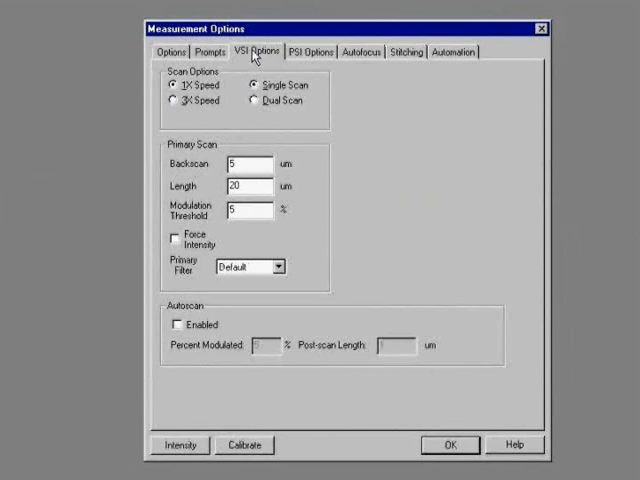 Measurement Options
Options Prompts VSI Options PSI Options Autofocus Stitching Automation
Scan Options
1X Speed Single Scan
3X Speed Dual Scan
Primary Scan
Backscan 5 um
Length 20 um
Modulation
Threshold 5 %
Force
Intensity
Primary
Filter Default
Autoscan
Enabled
Percent Modulated: 5 % Post-scan Length: 1 um
Intensity Calibrate OK Help